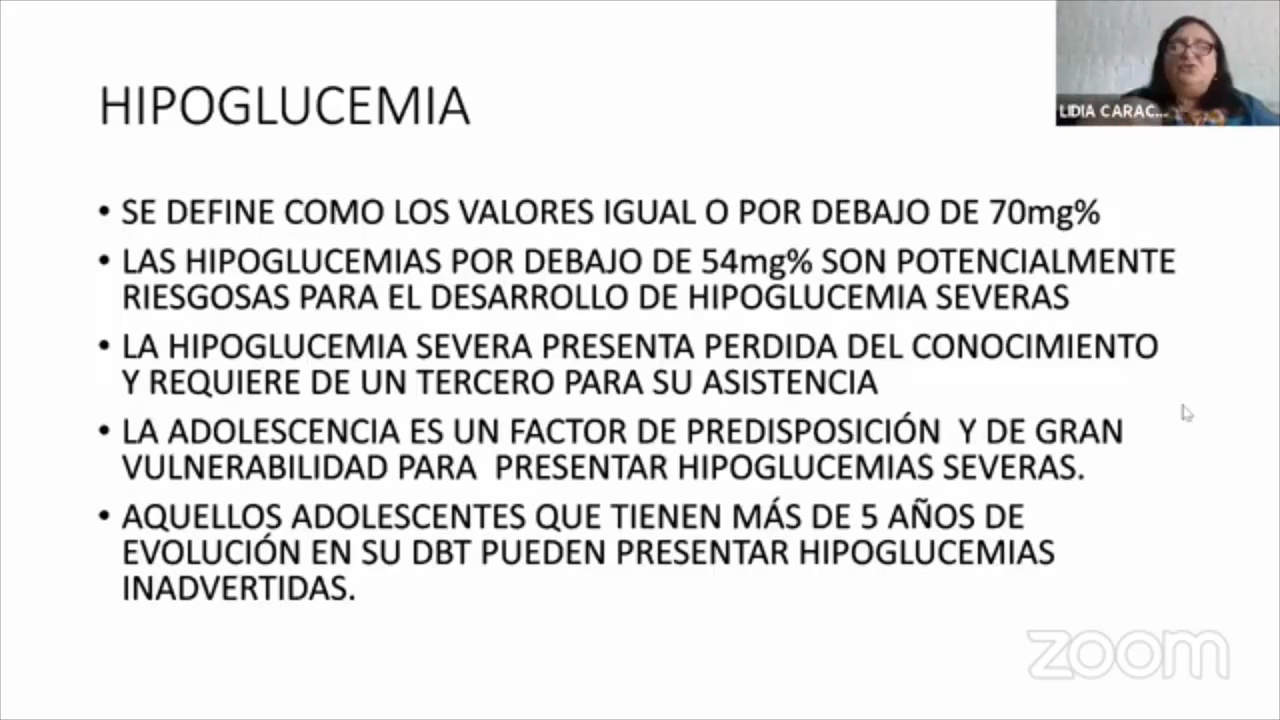 HIPOGLUCEMIA
LIDIA CARAC...
• SE DEFINE COMO LOS VALORES IGUAL O POR DEBAJO DE 70mg%
• LAS HIPOGLUCEMIAS POR DEBAJO DE 54mg% SON POTENCIALMENTE
RIESGOSAS PARA EL DESARROLLO DE HIPOGLUCEMIA SEVERAS
• LA HIPOGLUCEMIA SEVERA PRESENTA PERDIDA DEL CONOCIMIENTO
Y REQUIERE DE UN TERCERO PARA SU ASISTENCIA
• LA ADOLESCENCIA ES UN FACTOR DE PREDISPOSICIÓN Y DE GRAN
VULNERABILIDAD PARA PRESENTAR HIPOGLUCEMIAS SEVERAS.
• AQUELLOS ADOLESCENTES QUE TIENEN MÁS DE 5 AÑOS DE
EVOLUCIÓN EN SU DBT PUEDEN PRESENTAR HIPOGLUCEMIAS
INADVERTIDAS.
zoom